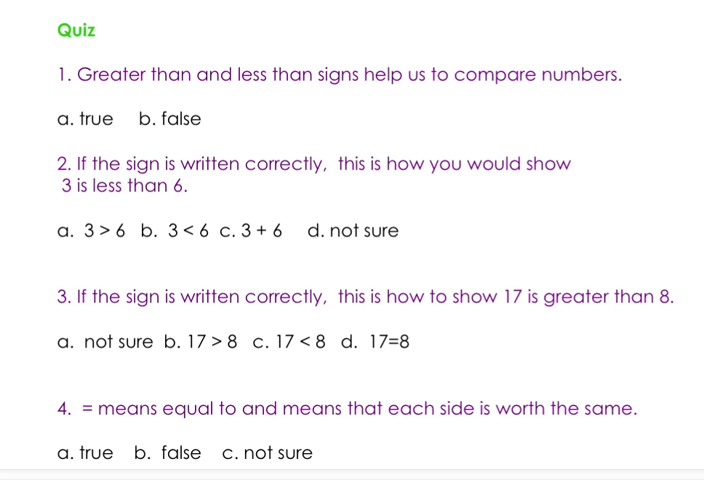 Quiz
1. Greater than and less than signs help us to compare numbers.
a. true b. false
2. If the sign is written correctly, this is how you would show
3 is less than 6.
a. 3 > 6 b. 3 < 6 c. 3 + 6 d. not sure
3. If the sign is written correctly, this is how to show 17 is greater than 8.
a. not sure b. 17 > 8 c. 17 < 8 d. 17=8
4. = means equal to and means that each side is worth the same.
a. true b. false c. not sure